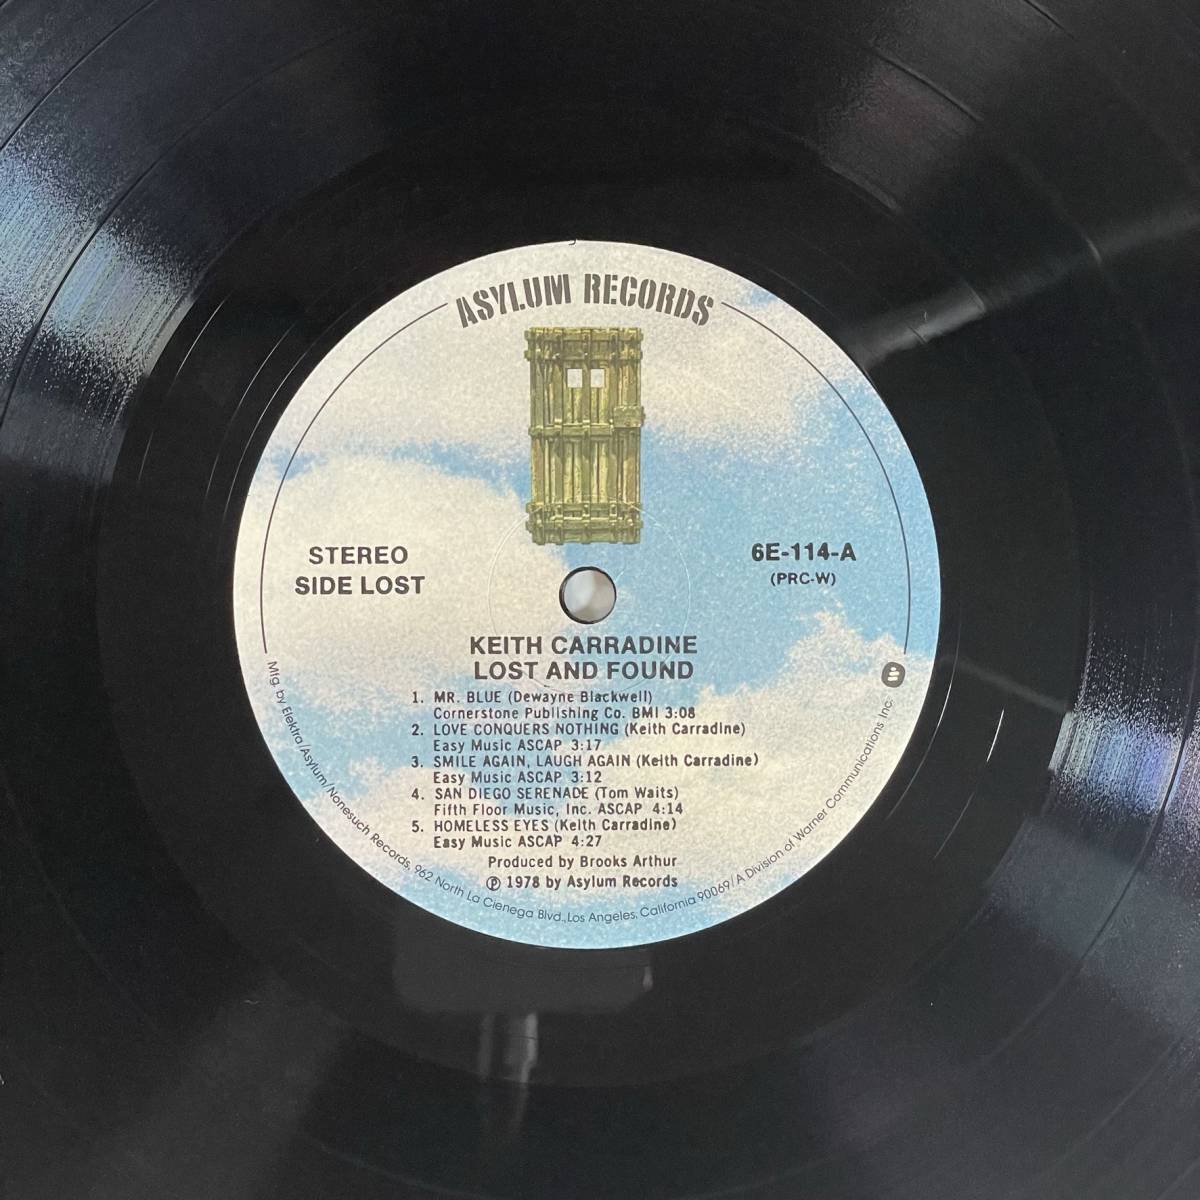 ASYLUM RECORDS
STEREO
SIDE LOST
6E-114-A
(PRC-W)
KEITH CARRADINE
LOST AND FOUND
1. MR. BLUE (Dewayne Blackwell)
Cornerstone Publishing Co. BMI 3:08
2. LOVE CONQUERS NOTHING (Keith Carradine)
Easy Music ASCAP 3:17
3. SMILE AGAIN, LAUGH AGAIN (Keith Carradine)
Easy Music ASCAP 3:12
4. SAN DIEGO SERENADE (Tom Waits)
Fifth Floor Music, Inc. ASCAP 4:14
5. HOMELESS EYES (Keith Carradine)
Easy Music ASCAP 4:27
Produced by Brooks Arthur
℗ 1978 by Asylum Records
Mfg. by Elektra/Asylum/Nonesuch Records, 962 North La Cienega Blvd., Los Angeles, California 90069/A Division of Warner Communications Inc.